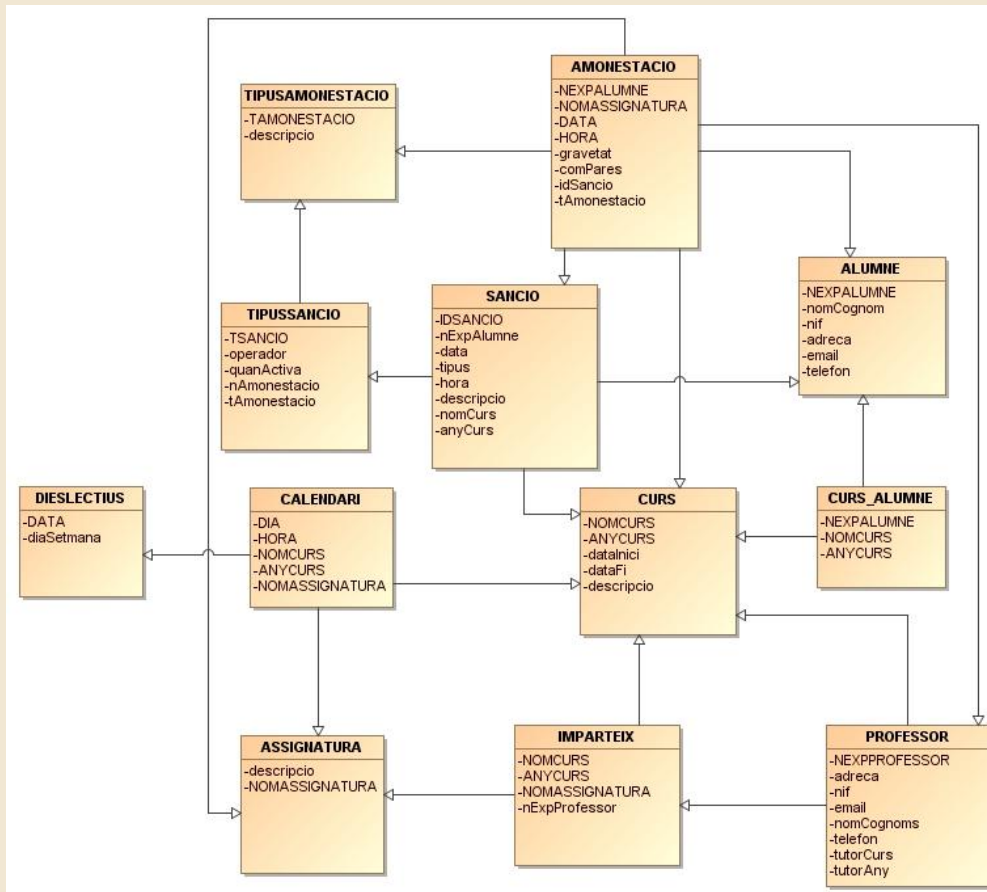 AMONESTACIO
-NEXPALUMNE
-NOMASSIGNATURA
-DATA
-HORA
-gravetat
-comPares
-idSancio
-tAmonestacio
TIPUSAMONESTACIO
-TAMONESTACIO
-descripcio
ALUMNE
-NEXPALUMNE
-nomCognom
-nif
-adreca
-email
-telefon
SANCIO
-IDSANCIO
-nExpAlumne
-data
-tipus
-hora
-descripcio
-nomCurs
-anyCurs
TIPUSSANCIO
-TSANCIO
-operador
-quanActiva
-nAmonestacio
-tAmonestacio
DIESLECTIUS
-DATA
-diaSetmana
CALENDARI
-DIA
-HORA
-NOMCURS
-ANYCURS
-NOMASSIGNATURA
CURS
-NOMCURS
-ANYCURS
-dataInici
-dataFi
-descripcio
CURS_ALUMNE
-NEXPALUMNE
-NOMCURS
-ANYCURS
ASSIGNATURA
-descripcio
-NOMASSIGNATURA
IMPARTEIX
-NOMCURS
-ANYCURS
-NOMASSIGNATURA
-nExpProfessor
PROFESSOR
-NEXPPROFESSOR
-adreca
-nif
-email
-nomCognoms
-telefon
-tutorCurs
-tutorAny